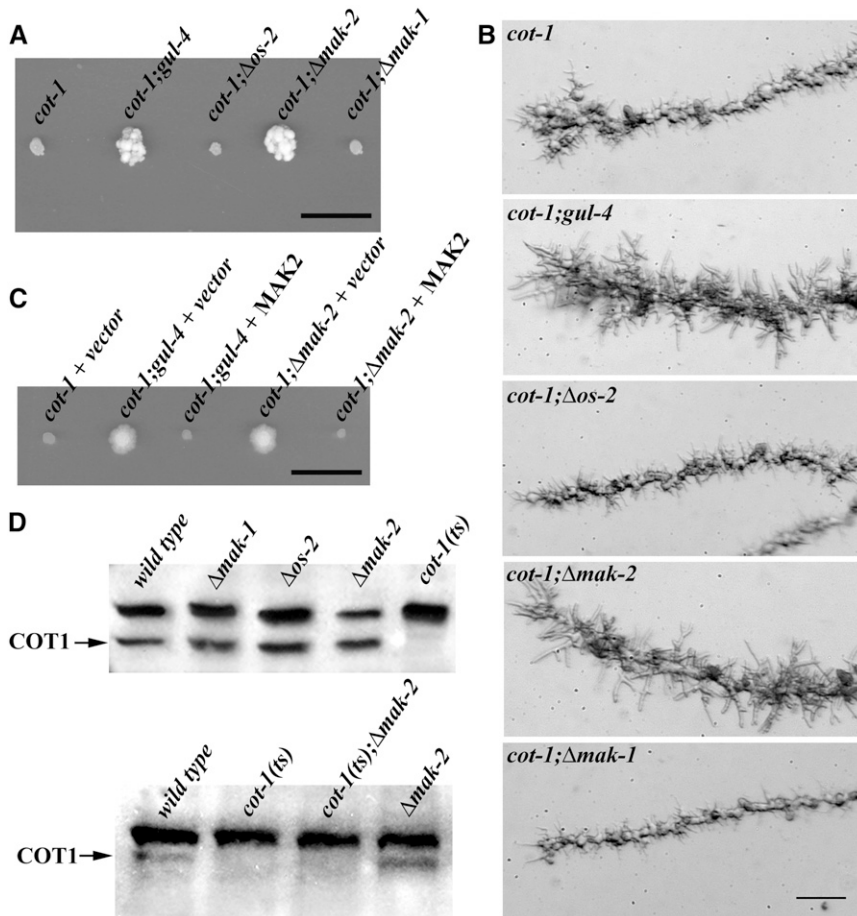 A
cot-1
cot-1;gul-4
cot-1;Δos-2
cot-1;Δmak-2
cot-1;Δmak-1
B
cot-1
cot-1;gul-4
cot-1;Δos-2
cot-1;Δmak-2
cot-1;Δmak-1
C
cot-1 + vector
cot-1;gul-4 + vector
cot-1;gul-4 + MAK2
cot-1;Δmak-2 + vector
cot-1;Δmak-2 + MAK2
D
wild type
Δmak-1
Δos-2
Δmak-2
cot-1(ts)
COT1
wild type
cot-1(ts)
cot-1(ts);Δmak-2
Δmak-2
COT1